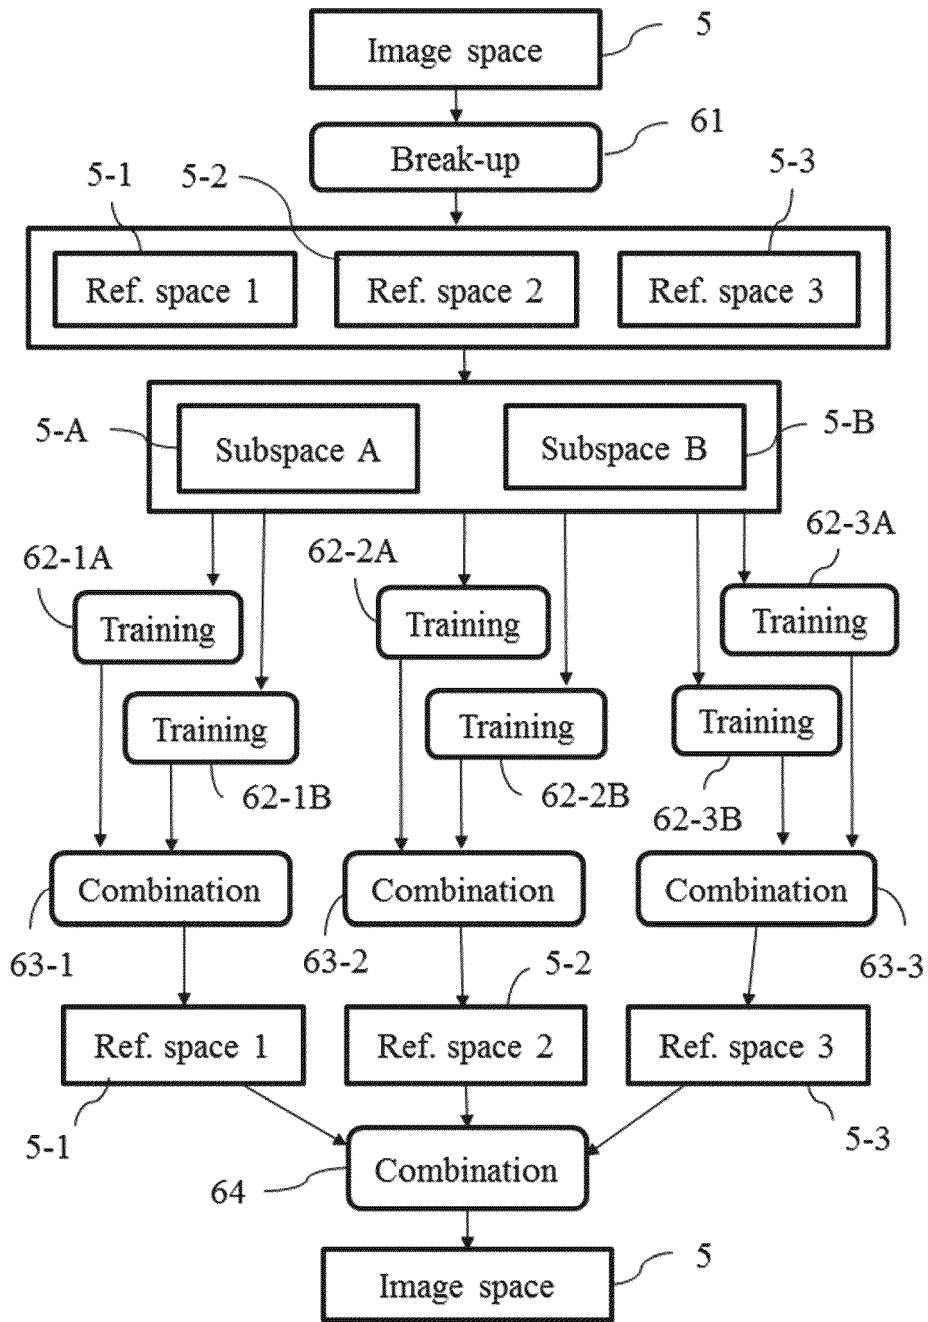 5
Image space
61
Break-up
5-1
5-2
5-3
Ref. space 1
Ref. space 2
Ref. space 3
5-A
Subspace A
Subspace B
5-B
62-1A
62-2A
62-3A
Training
Training
Training
Training
Training
Training
62-1B
62-2B
62-3B
Combination
Combination
Combination
63-1
63-2
5-2
63-3
Ref. space 1
Ref. space 2
Ref. space 3
5-1
5-3
64
Combination
5
Image space